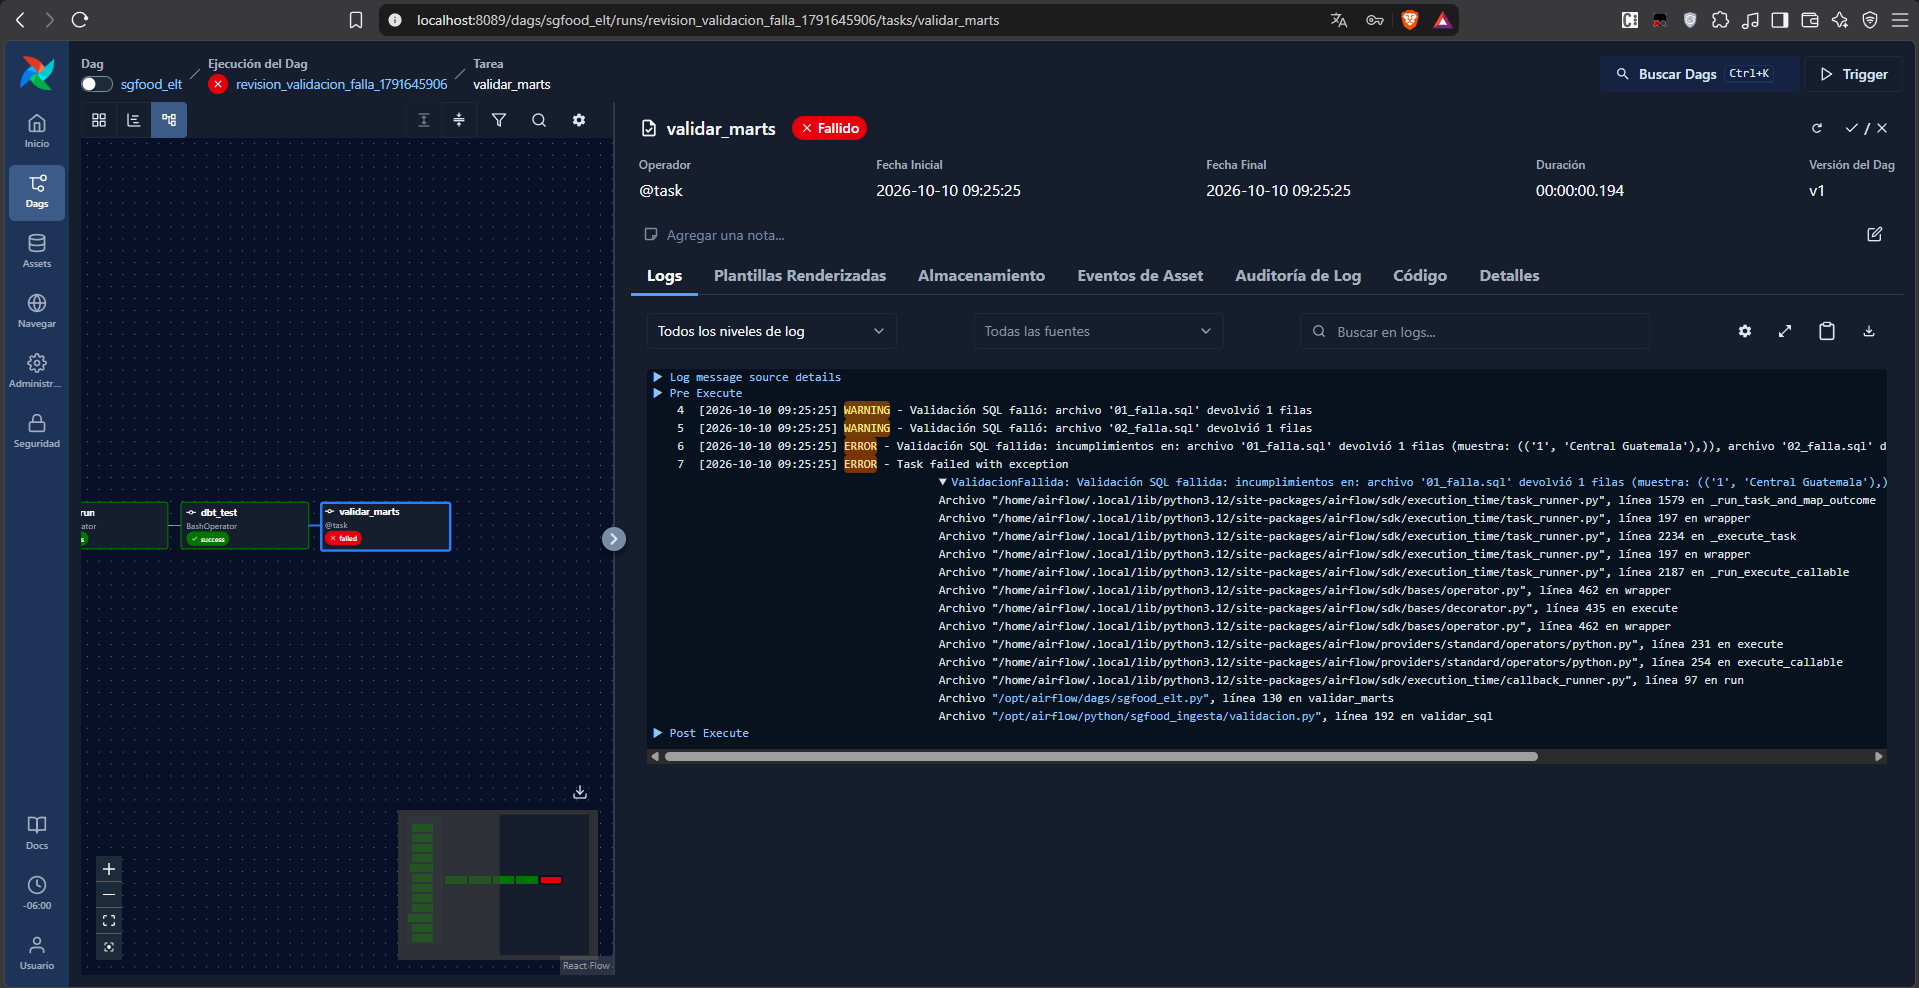 localhost:8089/dags/sgfood_elt/runs/revision_validacion_falla_1791645906/tasks/validar_marts
Dag
sgfood_elt
Ejecución del Dag
revision_validacion_falla_1791645906
Tarea
validar_marts
Buscar Dags
Ctrl+K
Trigger
Inicio
Dags
Assets
Navegar
Administr...
Seguridad
Docs
-06:00
Usuario
run
ator
s
dbt_test
BashOperator
success
validar_marts
@task
failed
React Flow
validar_marts
Fallido
/
Operador
@task
Fecha Inicial
2026-10-10 09:25:25
Fecha Final
2026-10-10 09:25:25
Duración
00:00:00.194
Versión del Dag
v1
Agregar una nota...
Logs
Plantillas Renderizadas
Almacenamiento
Eventos de Asset
Auditoría de Log
Código
Detalles
Todos los niveles de log
Todas las fuentes
Buscar en logs...
Log message source details
Pre Execute
4 [2026-10-10 09:25:25] WARNING - Validación SQL falló: archivo '01_falla.sql' devolvió 1 filas
5 [2026-10-10 09:25:25] WARNING - Validación SQL falló: archivo '02_falla.sql' devolvió 1 filas
6 [2026-10-10 09:25:25] ERROR - Validación SQL fallida: incumplimientos en: archivo '01_falla.sql' devolvió 1 filas (muestra: (('1', 'Central Guatemala'),)), archivo '02_falla.sql' d
7 [2026-10-10 09:25:25] ERROR - Task failed with exception
ValidacionFallida: Validación SQL fallida: incumplimientos en: archivo '01_falla.sql' devolvió 1 filas (muestra: (('1', 'Central Guatemala'),)
Archivo "/home/airflow/.local/lib/python3.12/site-packages/airflow/sdk/execution_time/task_runner.py", línea 1579 en _run_task_and_map_outcome
Archivo "/home/airflow/.local/lib/python3.12/site-packages/airflow/sdk/execution_time/task_runner.py", línea 197 en wrapper
Archivo "/home/airflow/.local/lib/python3.12/site-packages/airflow/sdk/execution_time/task_runner.py", línea 2234 en _execute_task
Archivo "/home/airflow/.local/lib/python3.12/site-packages/airflow/sdk/execution_time/task_runner.py", línea 197 en wrapper
Archivo "/home/airflow/.local/lib/python3.12/site-packages/airflow/sdk/execution_time/task_runner.py", línea 2187 en _run_execute_callable
Archivo "/home/airflow/.local/lib/python3.12/site-packages/airflow/sdk/bases/operator.py", línea 462 en wrapper
Archivo "/home/airflow/.local/lib/python3.12/site-packages/airflow/sdk/bases/decorator.py", línea 435 en execute
Archivo "/home/airflow/.local/lib/python3.12/site-packages/airflow/sdk/bases/operator.py", línea 462 en wrapper
Archivo "/home/airflow/.local/lib/python3.12/site-packages/airflow/providers/standard/operators/python.py", línea 231 en execute
Archivo "/home/airflow/.local/lib/python3.12/site-packages/airflow/providers/standard/operators/python.py", línea 254 en execute_callable
Archivo "/home/airflow/.local/lib/python3.12/site-packages/airflow/sdk/execution_time/callback_runner.py", línea 97 en run
Archivo "/opt/airflow/dags/sgfood_elt.py", línea 130 en validar_marts
Archivo "/opt/airflow/python/sgfood_ingesta/validacion.py", línea 192 en validar_sql
Post Execute